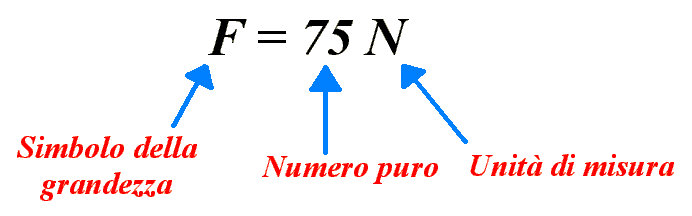 F = 75 N
Simbolo della
grandezza
Numero puro
Unità di misura